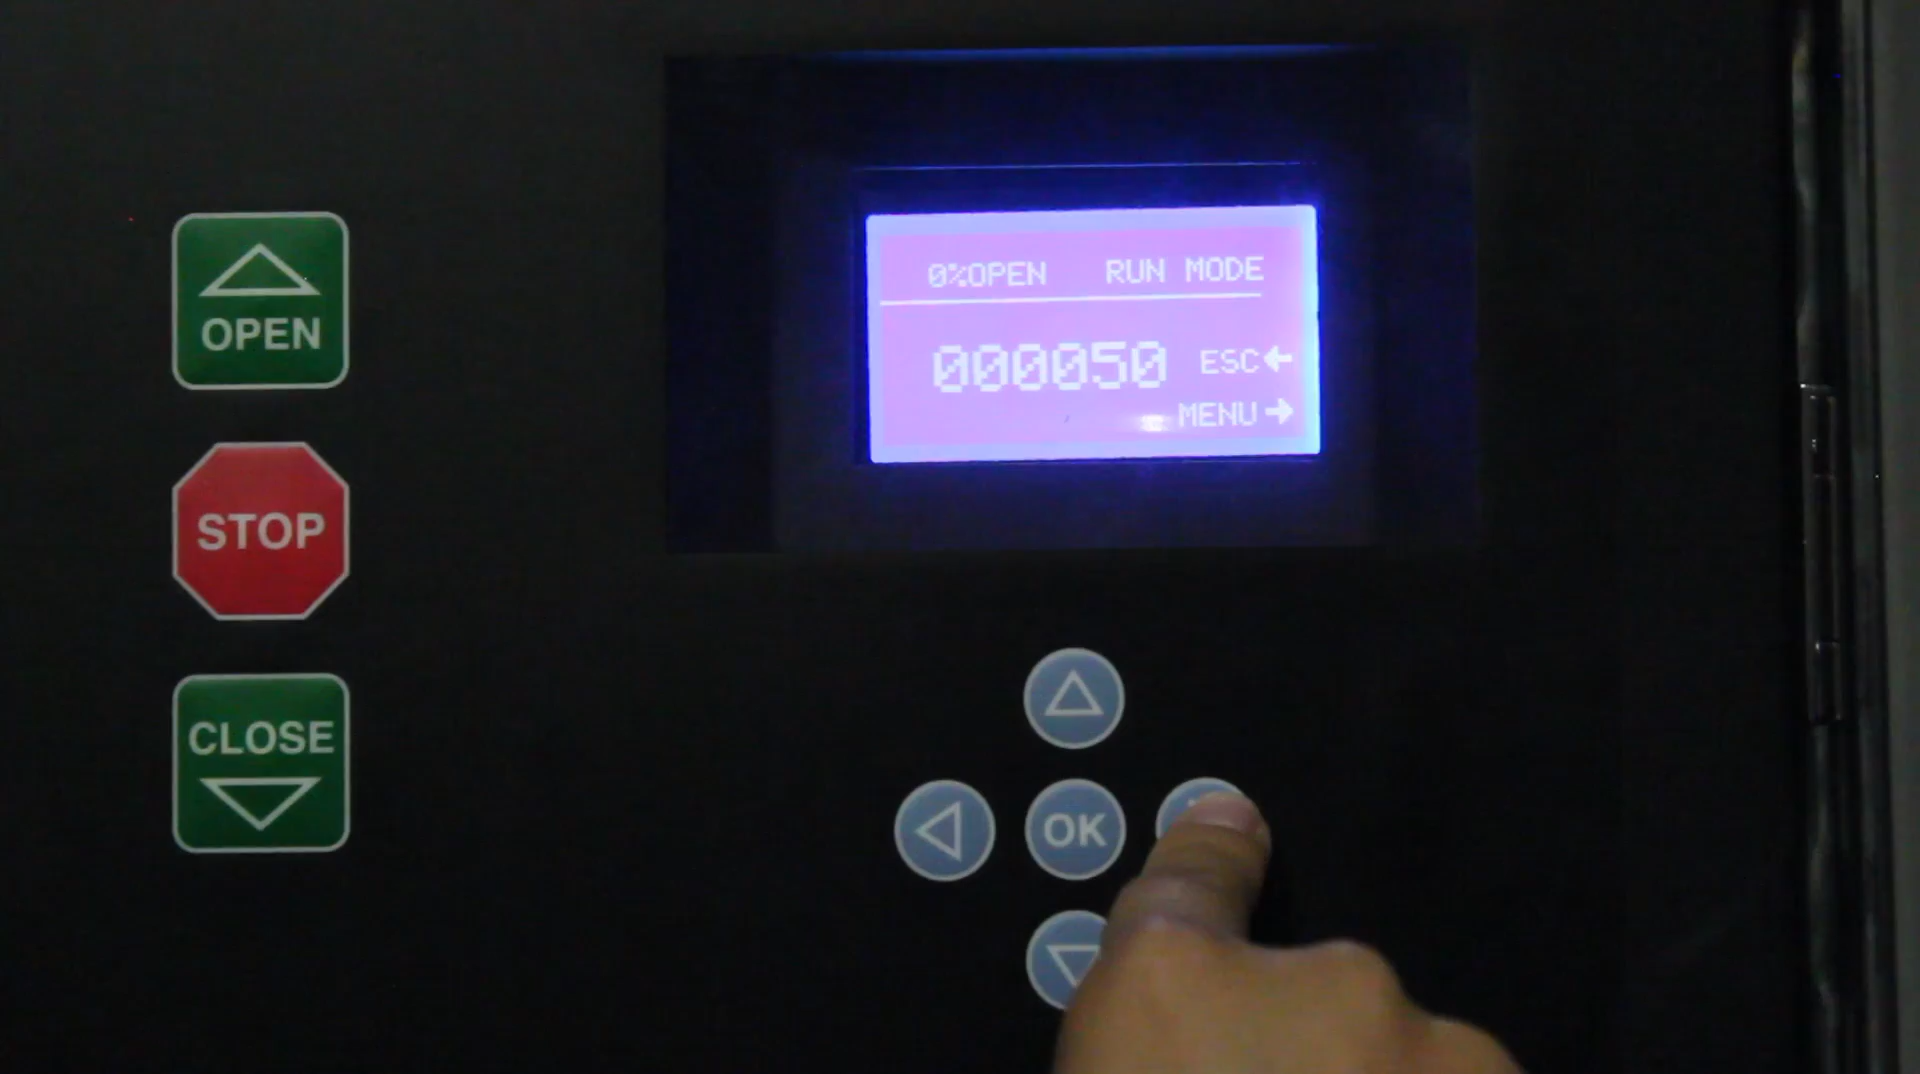 0%OPEN RUN MODE
000050 ESC←
MENU→
OPEN
STOP
CLOSE
OK